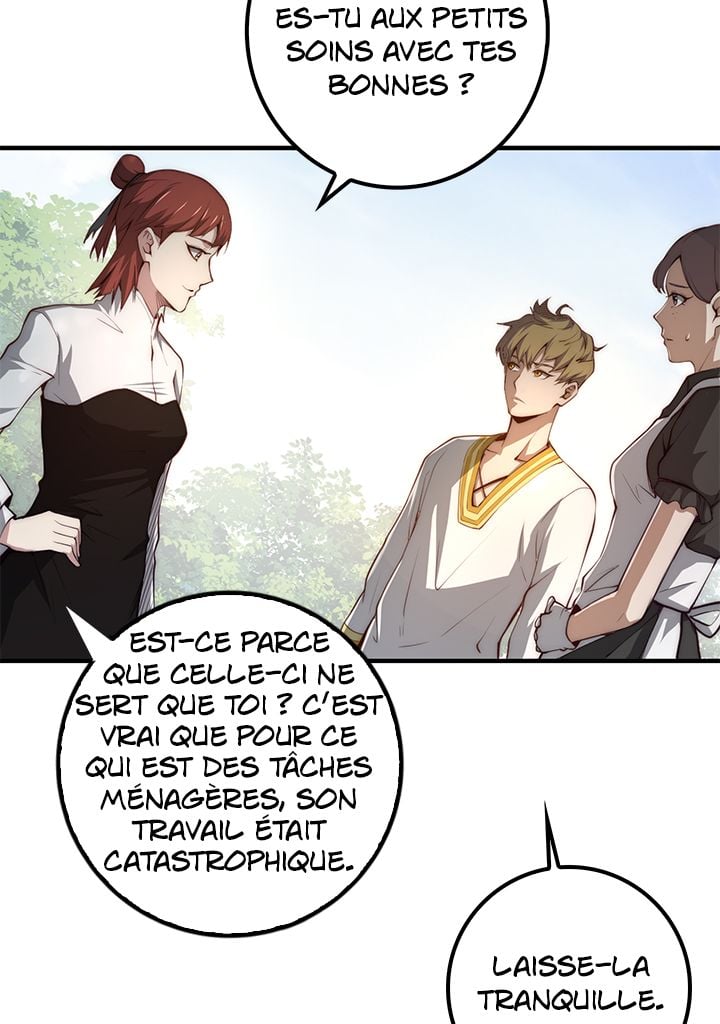 ES-TU AUX PETITS
SOINS AVEC TES
BONNES ?
EST-CE PARCE
QUE CELLE-CI NE
SERT QUE TOI ? C'EST
VRAI QUE POUR CE
QUI EST DES TÂCHES
MÉNAGÈRES, SON
TRAVAIL ÉTAIT
CATASTROPHIQUE.
LAISSE-LA
TRANQUILLE.